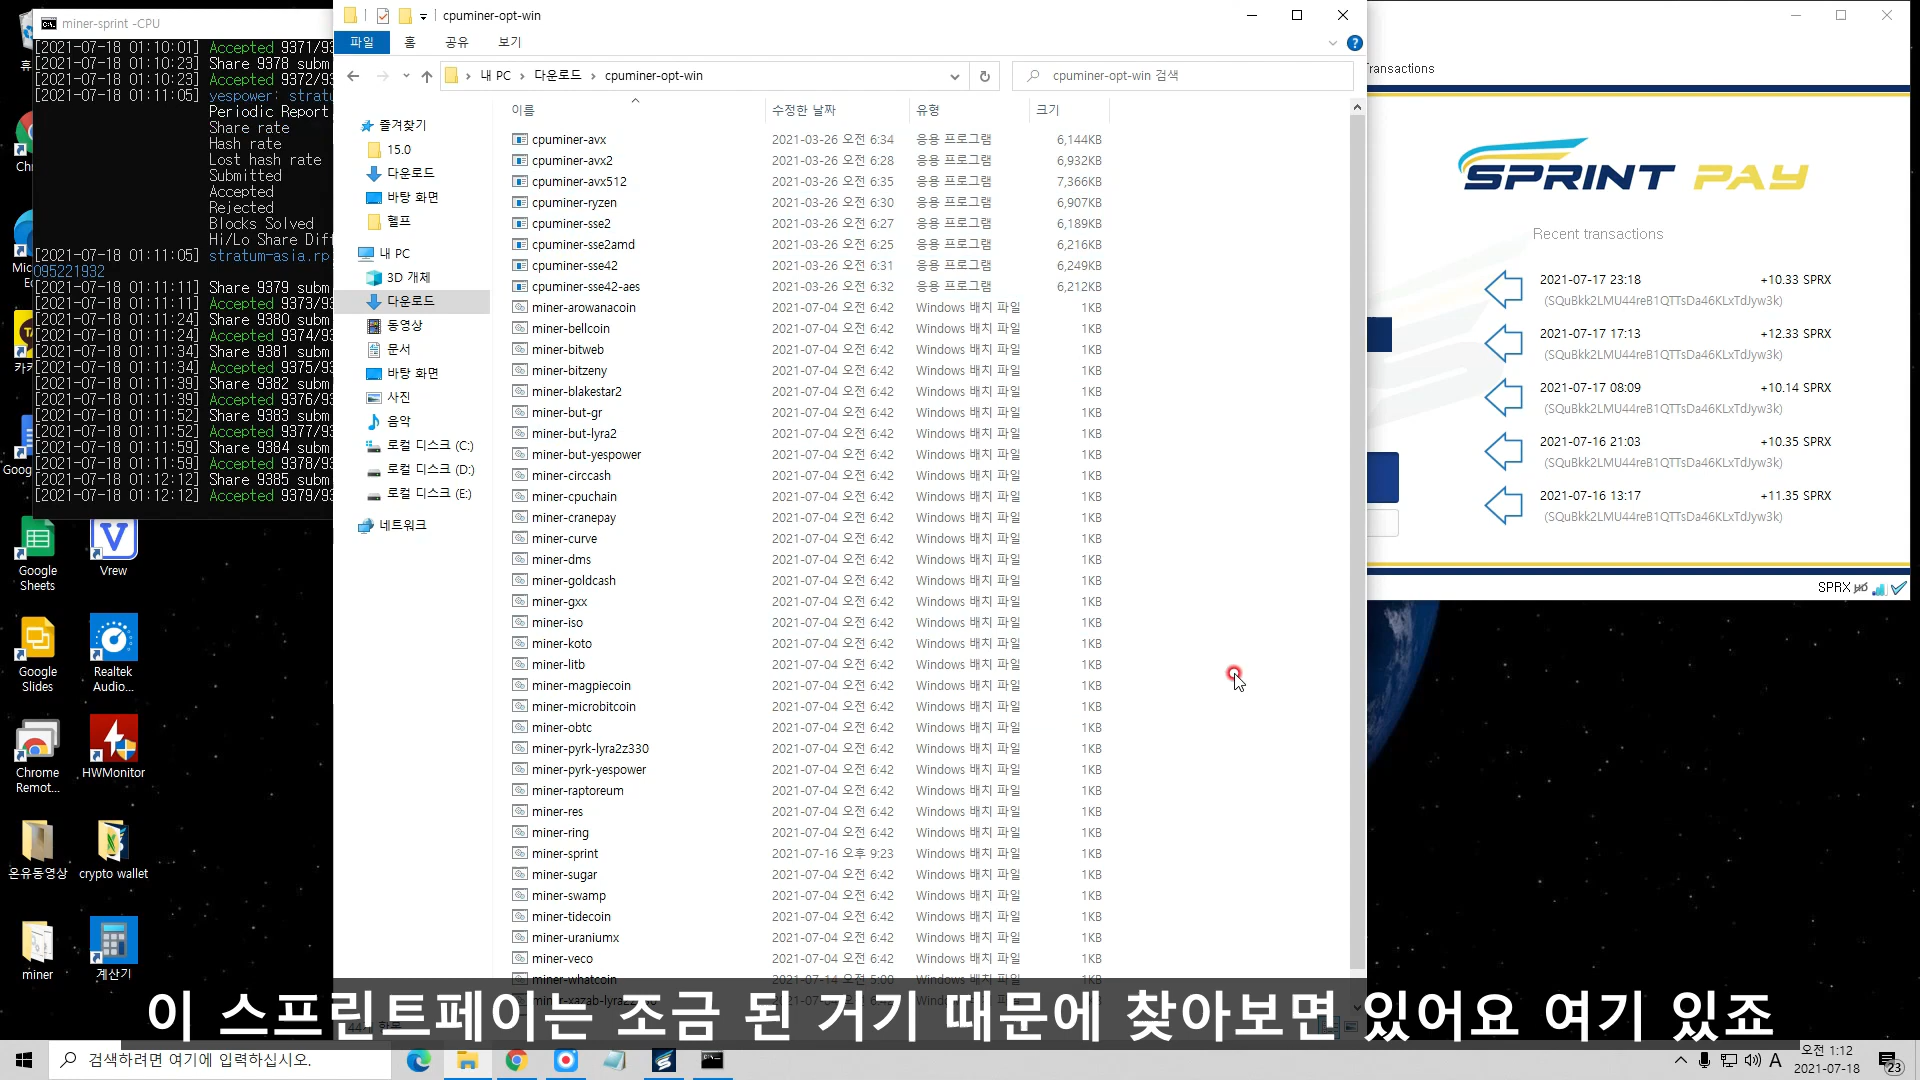 miner-sprint -CPU
[2021-07-18 01:10:01] Accepted 9371/93
[2021-07-18 01:10:23] Share 9378 subm
[2021-07-18 01:10:23] Accepted 9372/93
[2021-07-18 01:11:05] yespower: stratu
Periodic Report
Share rate
Hash rate
Lost hash rate
Submitted
Accepted
Rejected
Blocks Solved
Hi/Lo Share Diff
[2021-07-18 01:11:05] stratum-asia.rp
095221932
[2021-07-18 01:11:11] Share 9379 subm
[2021-07-18 01:11:11] Accepted 9373/93
[2021-07-18 01:11:24] Share 9380 subm
[2021-07-18 01:11:24] Accepted 9374/93
[2021-07-18 01:11:34] Share 9381 subm
[2021-07-18 01:11:34] Accepted 9375/93
[2021-07-18 01:11:39] Share 9382 subm
[2021-07-18 01:11:39] Accepted 9376/93
[2021-07-18 01:11:52] Share 9383 subm
[2021-07-18 01:11:52] Accepted 9377/93
[2021-07-18 01:11:59] Share 9384 subm
[2021-07-18 01:11:59] Accepted 9378/93
[2021-07-18 01:12:12] Share 9385 subm
[2021-07-18 01:12:12] Accepted 9379/93
Google Sheets
Vrew
Google Slides
Realtek Audio...
Chrome Remot...
HWMonitor
온유동영상
crypto wallet
miner
계산기
cpuminer-opt-win
파일 홈 공유 보기
내 PC › 다운로드 › cpuminer-opt-win
cpuminer-opt-win 검색
즐겨찾기
15.0
다운로드
바탕 화면
헬프
내 PC
3D 개체
다운로드
동영상
문서
바탕 화면
사진
음악
로컬 디스크 (C:)
로컬 디스크 (D:)
로컬 디스크 (E:)
네트워크
이름 수정한 날짜 유형 크기
cpuminer-avx 2021-03-26 오전 6:34 응용 프로그램 6,144KB
cpuminer-avx2 2021-03-26 오전 6:28 응용 프로그램 6,932KB
cpuminer-avx512 2021-03-26 오전 6:35 응용 프로그램 7,366KB
cpuminer-ryzen 2021-03-26 오전 6:30 응용 프로그램 6,907KB
cpuminer-sse2 2021-03-26 오전 6:27 응용 프로그램 6,189KB
cpuminer-sse2amd 2021-03-26 오전 6:25 응용 프로그램 6,216KB
cpuminer-sse42 2021-03-26 오전 6:31 응용 프로그램 6,249KB
cpuminer-sse42-aes 2021-03-26 오전 6:32 응용 프로그램 6,212KB
miner-arowanacoin 2021-07-04 오전 6:42 Windows 배치 파일 1KB
miner-bellcoin 2021-07-04 오전 6:42 Windows 배치 파일 1KB
miner-bitweb 2021-07-04 오전 6:42 Windows 배치 파일 1KB
miner-bitzeny 2021-07-04 오전 6:42 Windows 배치 파일 1KB
miner-blakestar2 2021-07-04 오전 6:42 Windows 배치 파일 1KB
miner-but-gr 2021-07-04 오전 6:42 Windows 배치 파일 1KB
miner-but-lyra2 2021-07-04 오전 6:42 Windows 배치 파일 1KB
miner-but-yespower 2021-07-04 오전 6:42 Windows 배치 파일 1KB
miner-circcash 2021-07-04 오전 6:42 Windows 배치 파일 1KB
miner-cpuchain 2021-07-04 오전 6:42 Windows 배치 파일 1KB
miner-cranepay 2021-07-04 오전 6:42 Windows 배치 파일 1KB
miner-curve 2021-07-04 오전 6:42 Windows 배치 파일 1KB
miner-dms 2021-07-04 오전 6:42 Windows 배치 파일 1KB
miner-goldcash 2021-07-04 오전 6:42 Windows 배치 파일 1KB
miner-gxx 2021-07-04 오전 6:42 Windows 배치 파일 1KB
miner-iso 2021-07-04 오전 6:42 Windows 배치 파일 1KB
miner-koto 2021-07-04 오전 6:42 Windows 배치 파일 1KB
miner-litb 2021-07-04 오전 6:42 Windows 배치 파일 1KB
miner-magpiecoin 2021-07-04 오전 6:42 Windows 배치 파일 1KB
miner-microbitcoin 2021-07-04 오전 6:42 Windows 배치 파일 1KB
miner-obtc 2021-07-04 오전 6:42 Windows 배치 파일 1KB
miner-pyrk-lyra2z330 2021-07-04 오전 6:42 Windows 배치 파일 1KB
miner-pyrk-yespower 2021-07-04 오전 6:42 Windows 배치 파일 1KB
miner-raptoreum 2021-07-04 오전 6:42 Windows 배치 파일 1KB
miner-res 2021-07-04 오전 6:42 Windows 배치 파일 1KB
miner-ring 2021-07-04 오전 6:42 Windows 배치 파일 1KB
miner-sprint 2021-07-16 오후 9:23 Windows 배치 파일 1KB
miner-sugar 2021-07-04 오전 6:42 Windows 배치 파일 1KB
miner-swamp 2021-07-04 오전 6:42 Windows 배치 파일 1KB
miner-tidecoin 2021-07-04 오전 6:42 Windows 배치 파일 1KB
miner-uraniumx 2021-07-04 오전 6:42 Windows 배치 파일 1KB
miner-veco 2021-07-04 오전 6:42 Windows 배치 파일 1KB
miner-whatcoin
SPRINT PAY
Recent transactions
2021-07-17 23:18 +10.33 SPRX
(SQuBkk2LMU44reB1QTTsDa46KLxTdJyw3k)
2021-07-17 17:13 +12.33 SPRX
(SQuBkk2LMU44reB1QTTsDa46KLxTdJyw3k)
2021-07-17 08:09 +10.14 SPRX
(SQuBkk2LMU44reB1QTTsDa46KLxTdJyw3k)
2021-07-16 21:03 +10.35 SPRX
(SQuBkk2LMU44reB1QTTsDa46KLxTdJyw3k)
2021-07-16 13:17 +11.35 SPRX
(SQuBkk2LMU44reB1QTTsDa46KLxTdJyw3k)
SPRX HD
이 스프린트페이는 조금 된 거기 때문에 찾아보면 있어요 여기 있죠
검색하려면 여기에 입력하십시오.
A
오전 1:12
2021-07-18
23